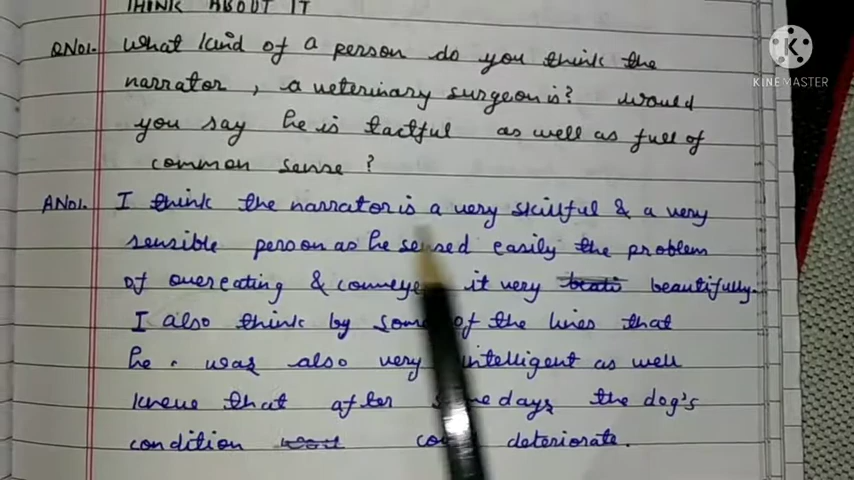 THINK ABOUT IT
QNo1. What kind of a person do you think the
narrator, a veterinary surgeon is? would
you say he is tactful as well as full of
common sense?
ANo1. I think the narrator is a very skillful & a very
sensible person as he sensed easily the problem
of overeating & it very beautifully.
I also think by of the lines that
he. was also very intelligent as well
knew that after days the dog's
condition deteriorate.
KINEMASTER